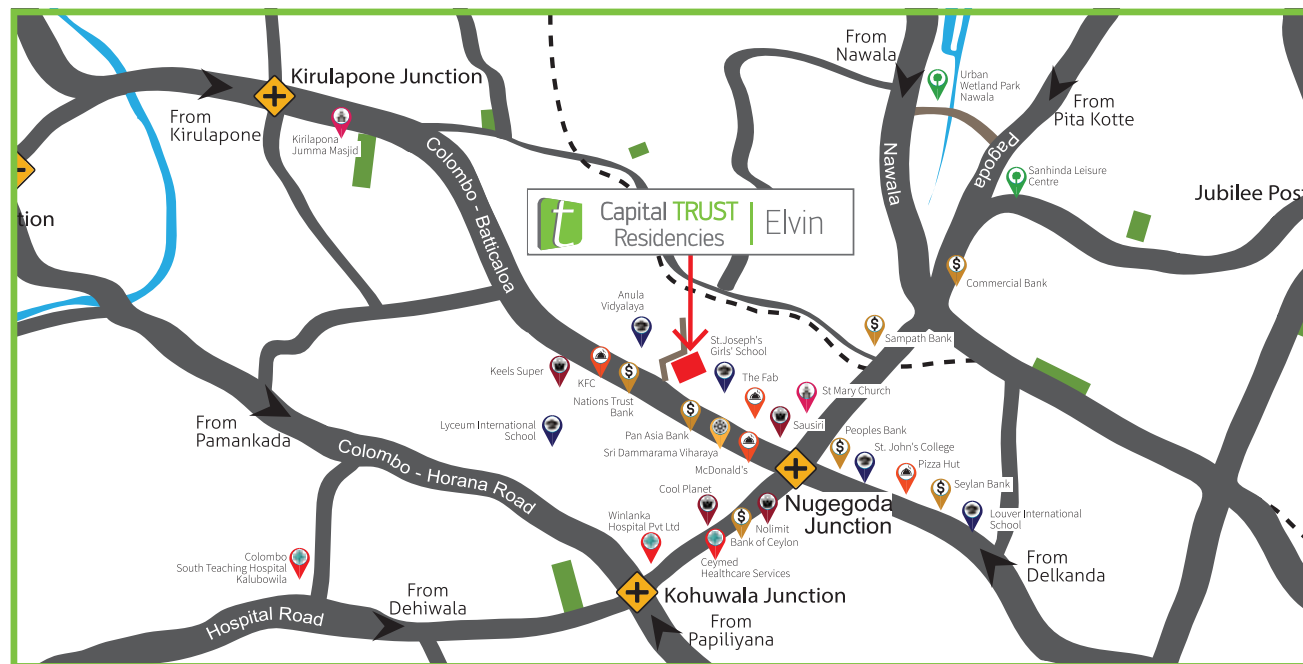 From
Nawala
Kirulapone Junction
Urban
Wetland Park
Nawala
From
Pita Kotte
From
Kirulapone
Kirilapona
Jumma Masjid
Colombo - Batticaloa
Nawala
Pagoda
Sanhinda Leisure
Centre
Jubilee Pos
tion
t
Capital TRUST
Residencies
Elvin
Commercial Bank
Anula
Vidyalaya
St.Joseph's
Girls' School
Sampath Bank
Keels Super
KFC
The Fab
Nations Trust
Bank
St Mary Church
From
Pamankada
Lyceum International
School
Pan Asia Bank
Sausiri
Peoples Bank
Sri Dammarama Viharaya
St. John's College
McDonald's
Pizza Hut
Colombo - Horana Road
Cool Planet
Seylan Bank
Nugegoda
Junction
Winlanka
Hospital Pvt Ltd
Nolimit
Bank of Ceylon
Louver International
School
Colombo
South Teaching Hospital
Kalubowila
Ceymed
Healthcare Services
From
Delkanda
From
Dehiwala
Kohuwala Junction
Hospital Road
From
Papiliyana